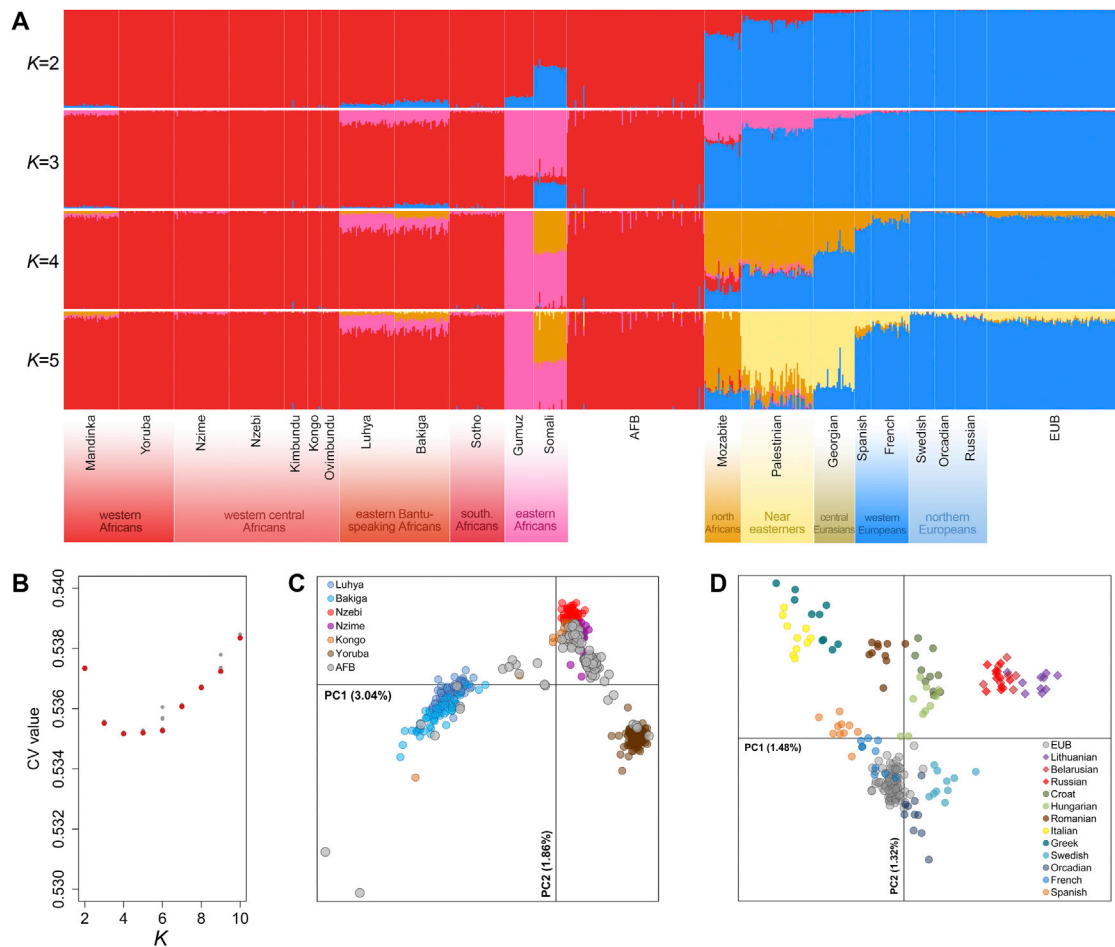 A
K=2
K=3
K=4
K=5
Mandinka
Yoruba
Nzime
Nzebi
Kimbundu
Kongo
Ovimbundu
Luhya
Bakiga
Sotho
Gumuz
Somali
AFB
Mozabite
Palestinian
Georgian
Spanish
French
Swedish
Orcadian
Russian
EUB
western
Africans
western central
Africans
eastern Bantu-
speaking Africans
south.
Africans
eastern
Africans
north
Africans
Near
easterners
central
Eurasians
western
Europeans
northern
Europeans
B
CV value
0.540
0.538
0.536
0.534
0.532
0.530
2
4
6
8
10
K
C
Luhya
Bakiga
Nzebi
Nzime
Kongo
Yoruba
AFB
PC1 (3.04%)
PC2 (1.86%)
D
PC1 (1.48%)
PC2 (1.32%)
EUB
Lithuanian
Belarusian
Russian
Croat
Hungarian
Romanian
Italian
Greek
Swedish
Orcadian
French
Spanish